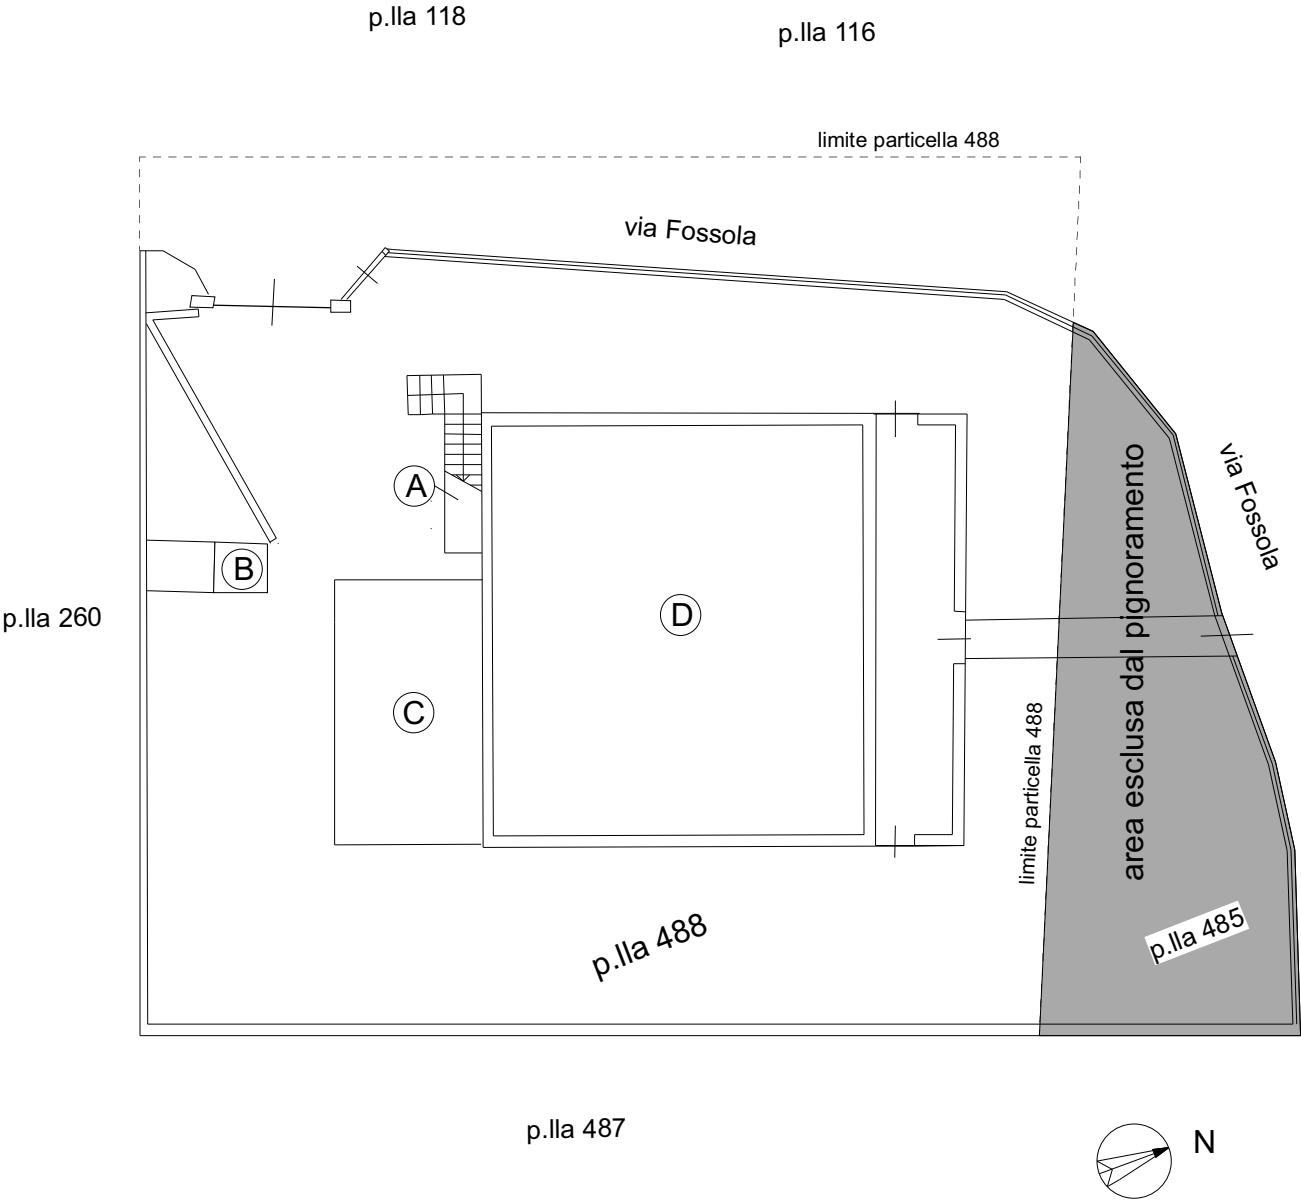 p.lla 118
p.lla 116
limite particella 488
via Fossola
via Fossola
area esclusa dal pignoramento
A
B
D
p.lla 260
C
limite particella 488
p.lla 488
p.lla 485
p.lla 487
N